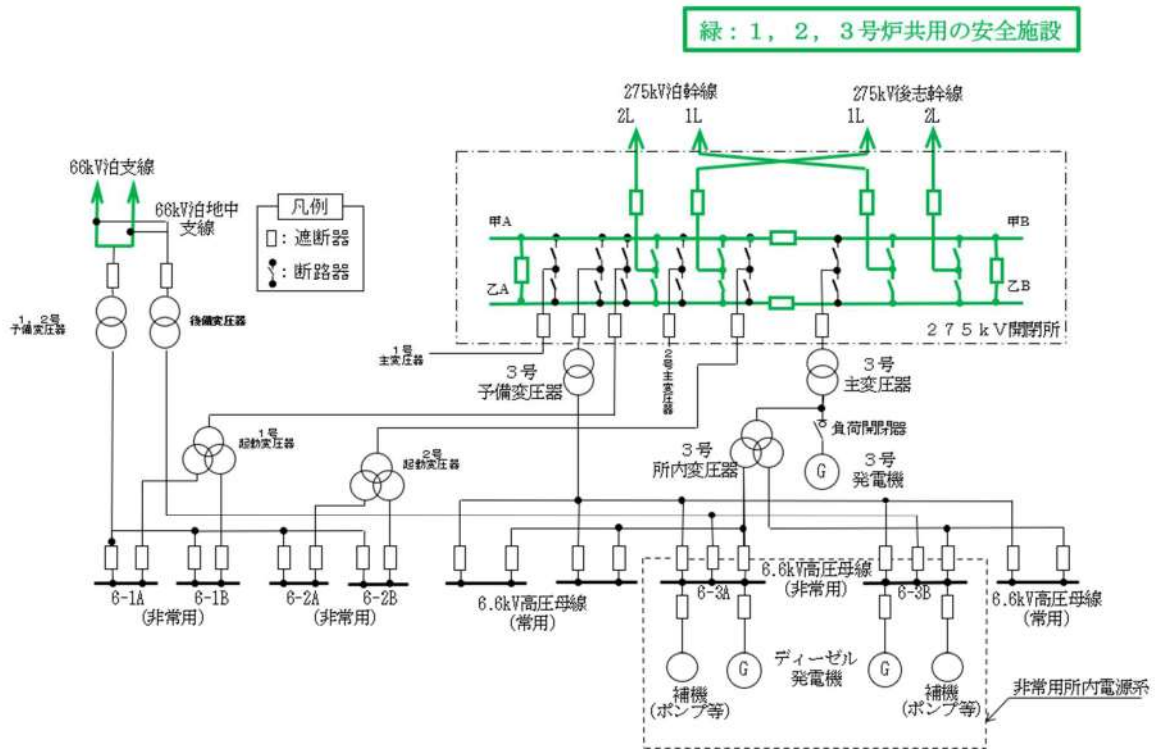 緑：１，２，３号炉共用の安全施設
275kV泊幹線
2L
1L
275kV後志幹線
1L
2L
66kV泊支線
66kV泊地中
支線
凡例
：遮断器
：断路器
甲A
甲B
乙A
乙B
２７５ｋＶ開閉所
１，２号
予備変圧器
後備変圧器
１号
主変圧器
３号
予備変圧器
２号主変圧器
３号
主変圧器
１号
起動変圧器
２号
起動変圧器
３号
所内変圧器
負荷開閉器
G
３号
発電機
6-1A
6-1B
(非常用)
6-2A
6-2B
(非常用)
6.6kV高圧母線
(常用)
6.6kV高圧母線
(非常用)
6-3A
6-3B
6.6kV高圧母線
(常用)
補機
(ポンプ等)
G
ディーゼル
発電機
G
補機
(ポンプ等)
非常用所内電源系